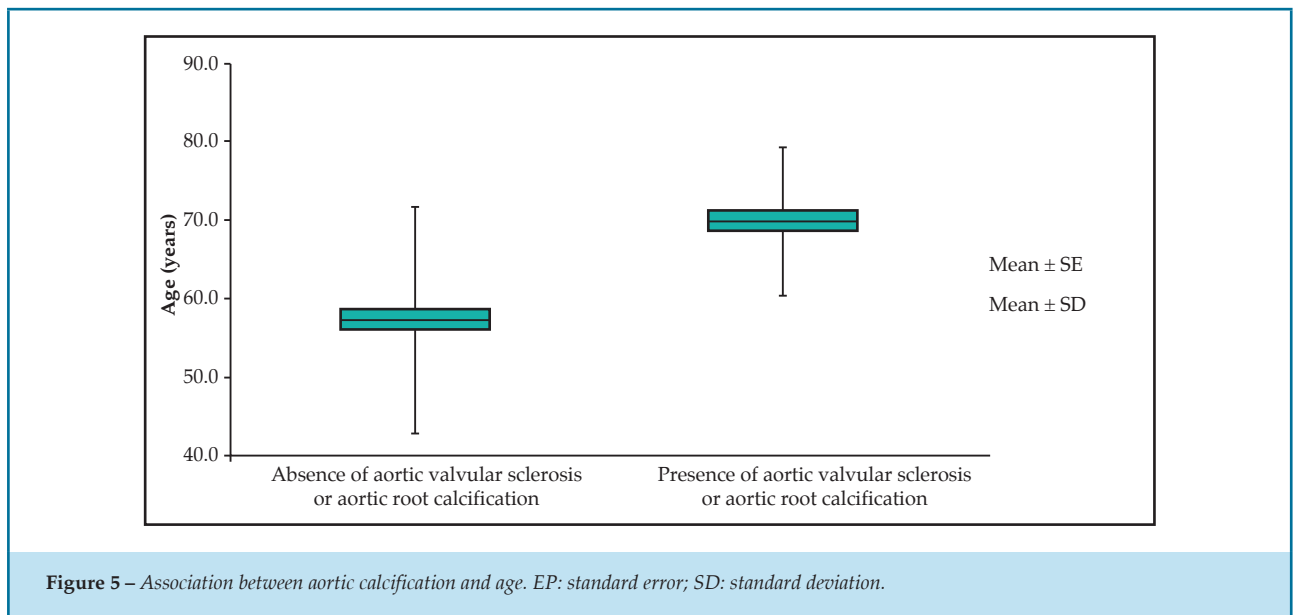 90.0
80.0
70.0
60.0
50.0
40.0
Age (years)
Mean ± SE
Mean ± SD
Absence of aortic valvular sclerosis
or aortic root calcification
Presence of aortic valvular sclerosis
or aortic root calcification
Figure 5 – Association between aortic calcification and age. EP: standard error; SD: standard deviation.